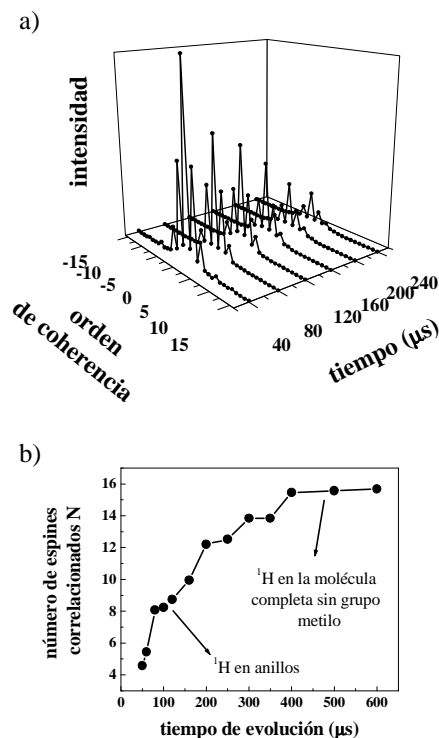 a)
intensidad
-15
-10
-5
0
5
10
15
orden
de coherencia
40
80
120
160
200
240
tiempo (μs)
b)
16
14
12
10
8
6
4
número de espines
correlacionados N
¹H en la molécula
completa sin grupo
metilo
¹H en anillos
0 100 200 300 400 500 600
tiempo de evolución (μs)